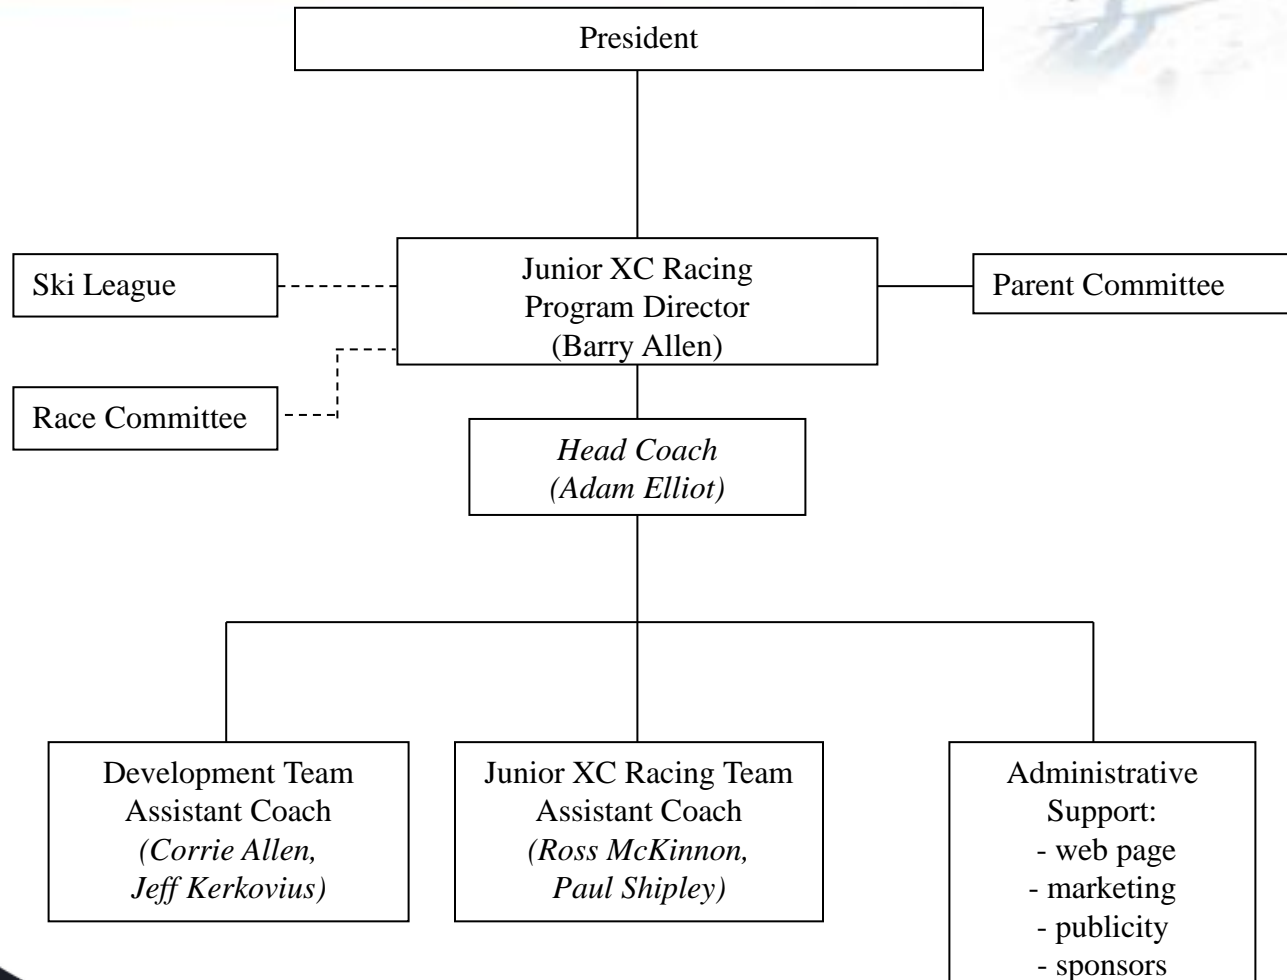 President
Ski League
Junior XC Racing
Program Director
(Barry Allen)
Parent Committee
Race Committee
Head Coach
(Adam Elliot)
Development Team
Assistant Coach
(Corrie Allen,
Jeff Kerkovius)
Junior XC Racing Team
Assistant Coach
(Ross McKinnon,
Paul Shipley)
Administrative
Support:
- web page
- marketing
- publicity
- sponsors